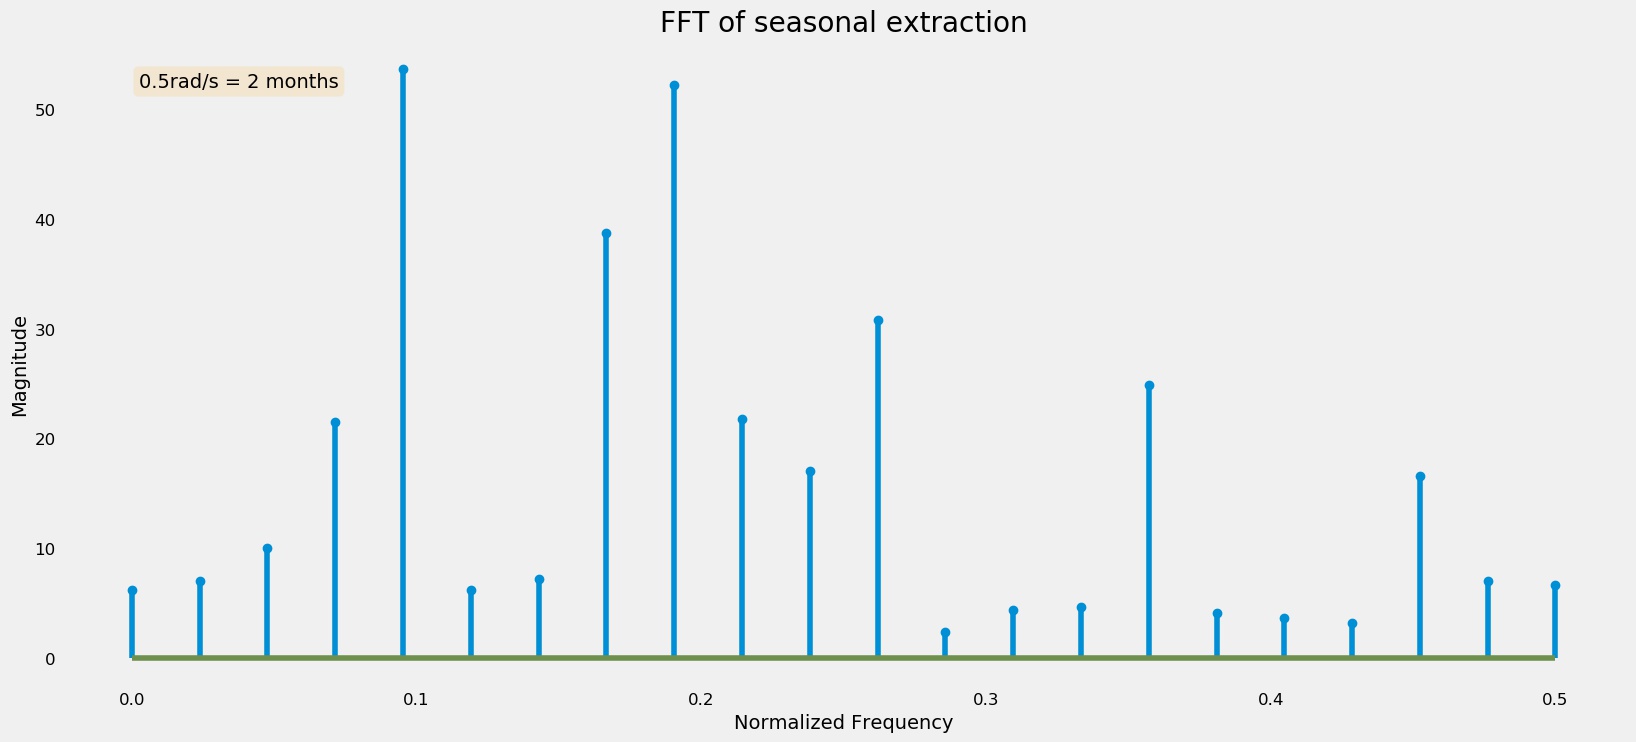 FFT of seasonal extraction
0.5rad/s = 2 months
50
40
30
20
10
0
Magnitude
0.0 0.1 0.2 0.3 0.4 0.5
Normalized Frequency